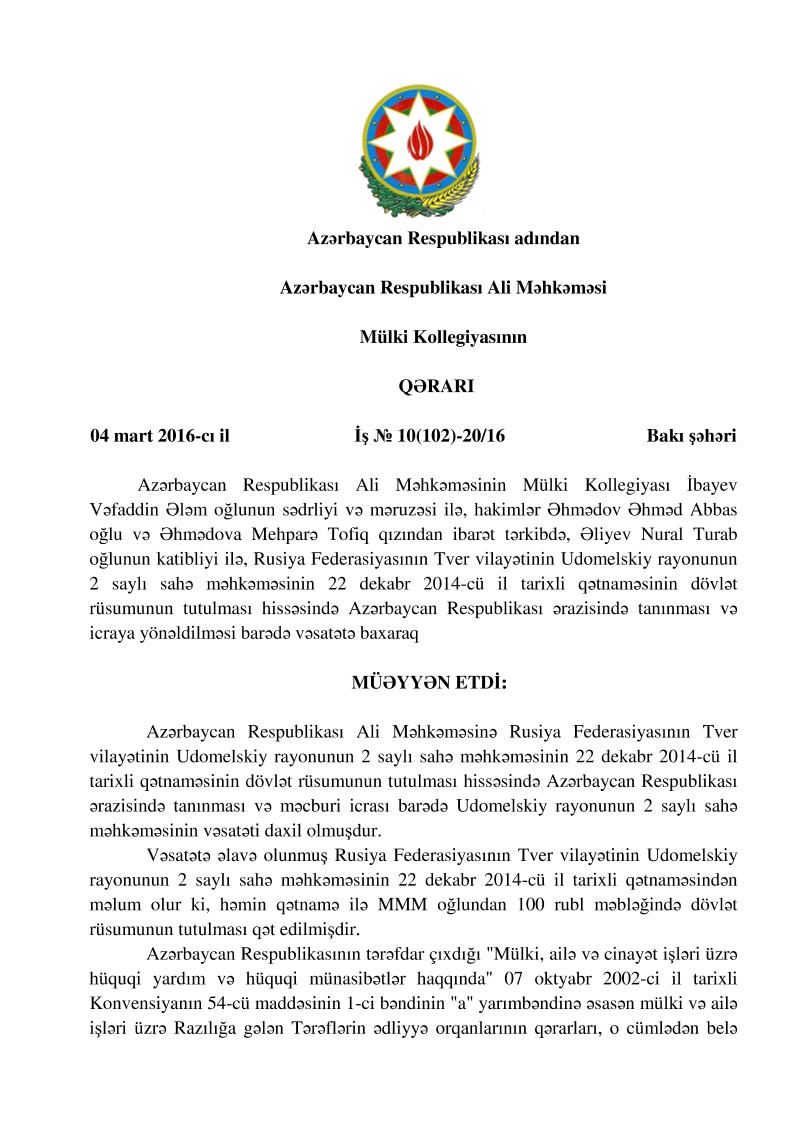 Azərbaycan Respublikası adından
Azərbaycan Respublikası Ali Məhkəməsi
Mülki Kollegiyasının
QƏRARI
04 mart 2016-cı il İş № 10(102)-20/16 Bakı şəhəri
Azərbaycan Respublikası Ali Məhkəməsinin Mülki Kollegiyası İbayev
Vəfaddin Ələm oğlunun sədrliyi və məruzəsi ilə, hakimlər Əhmədov Əhməd Abbas
oğlu və Əhmədova Mehparə Tofiq qızından ibarət tərkibdə, Əliyev Nural Turab
oğlunun katibliyi ilə, Rusiya Federasiyasının Tver vilayətinin Udomelskiy rayonunun
2 saylı sahə məhkəməsinin 22 dekabr 2014-cü il tarixli qətnaməsinin dövlət
rüsumunun tutulması hissəsində Azərbaycan Respublikası ərazisində tanınması və
icraya yönəldilməsi barədə vəsatətə baxaraq
MÜƏYYƏN ETDİ:
Azərbaycan Respublikası Ali Məhkəməsinə Rusiya Federasiyasının Tver
vilayətinin Udomelskiy rayonunun 2 saylı sahə məhkəməsinin 22 dekabr 2014-cü il
tarixli qətnaməsinin dövlət rüsumunun tutulması hissəsində Azərbaycan Respublikası
ərazisində tanınması və məcburi icrası barədə Udomelskiy rayonunun 2 saylı sahə
məhkəməsinin vəsatəti daxil olmuşdur.
Vəsatətə əlavə olunmuş Rusiya Federasiyasının Tver vilayətinin Udomelskiy
rayonunun 2 saylı sahə məhkəməsinin 22 dekabr 2014-cü il tarixli qətnaməsindən
məlum olur ki, həmin qətnamə ilə MMM oğlundan 100 rubl məbləğində dövlət
rüsumunun tutulması qət edilmişdir.
Azərbaycan Respublikasının tərəfdar çıxdığı "Mülki, ailə və cinayət işləri üzrə
hüquqi yardım və hüquqi münasibətlər haqqında" 07 oktyabr 2002-ci il tarixli
Konvensiyanın 54-cü maddəsinin 1-ci bəndinin "a" yarımbəndinə əsasən mülki və ailə
işləri üzrə Razılığa gələn Tərəflərin ədliyyə orqanlarının qərarları, o cümlədən belə